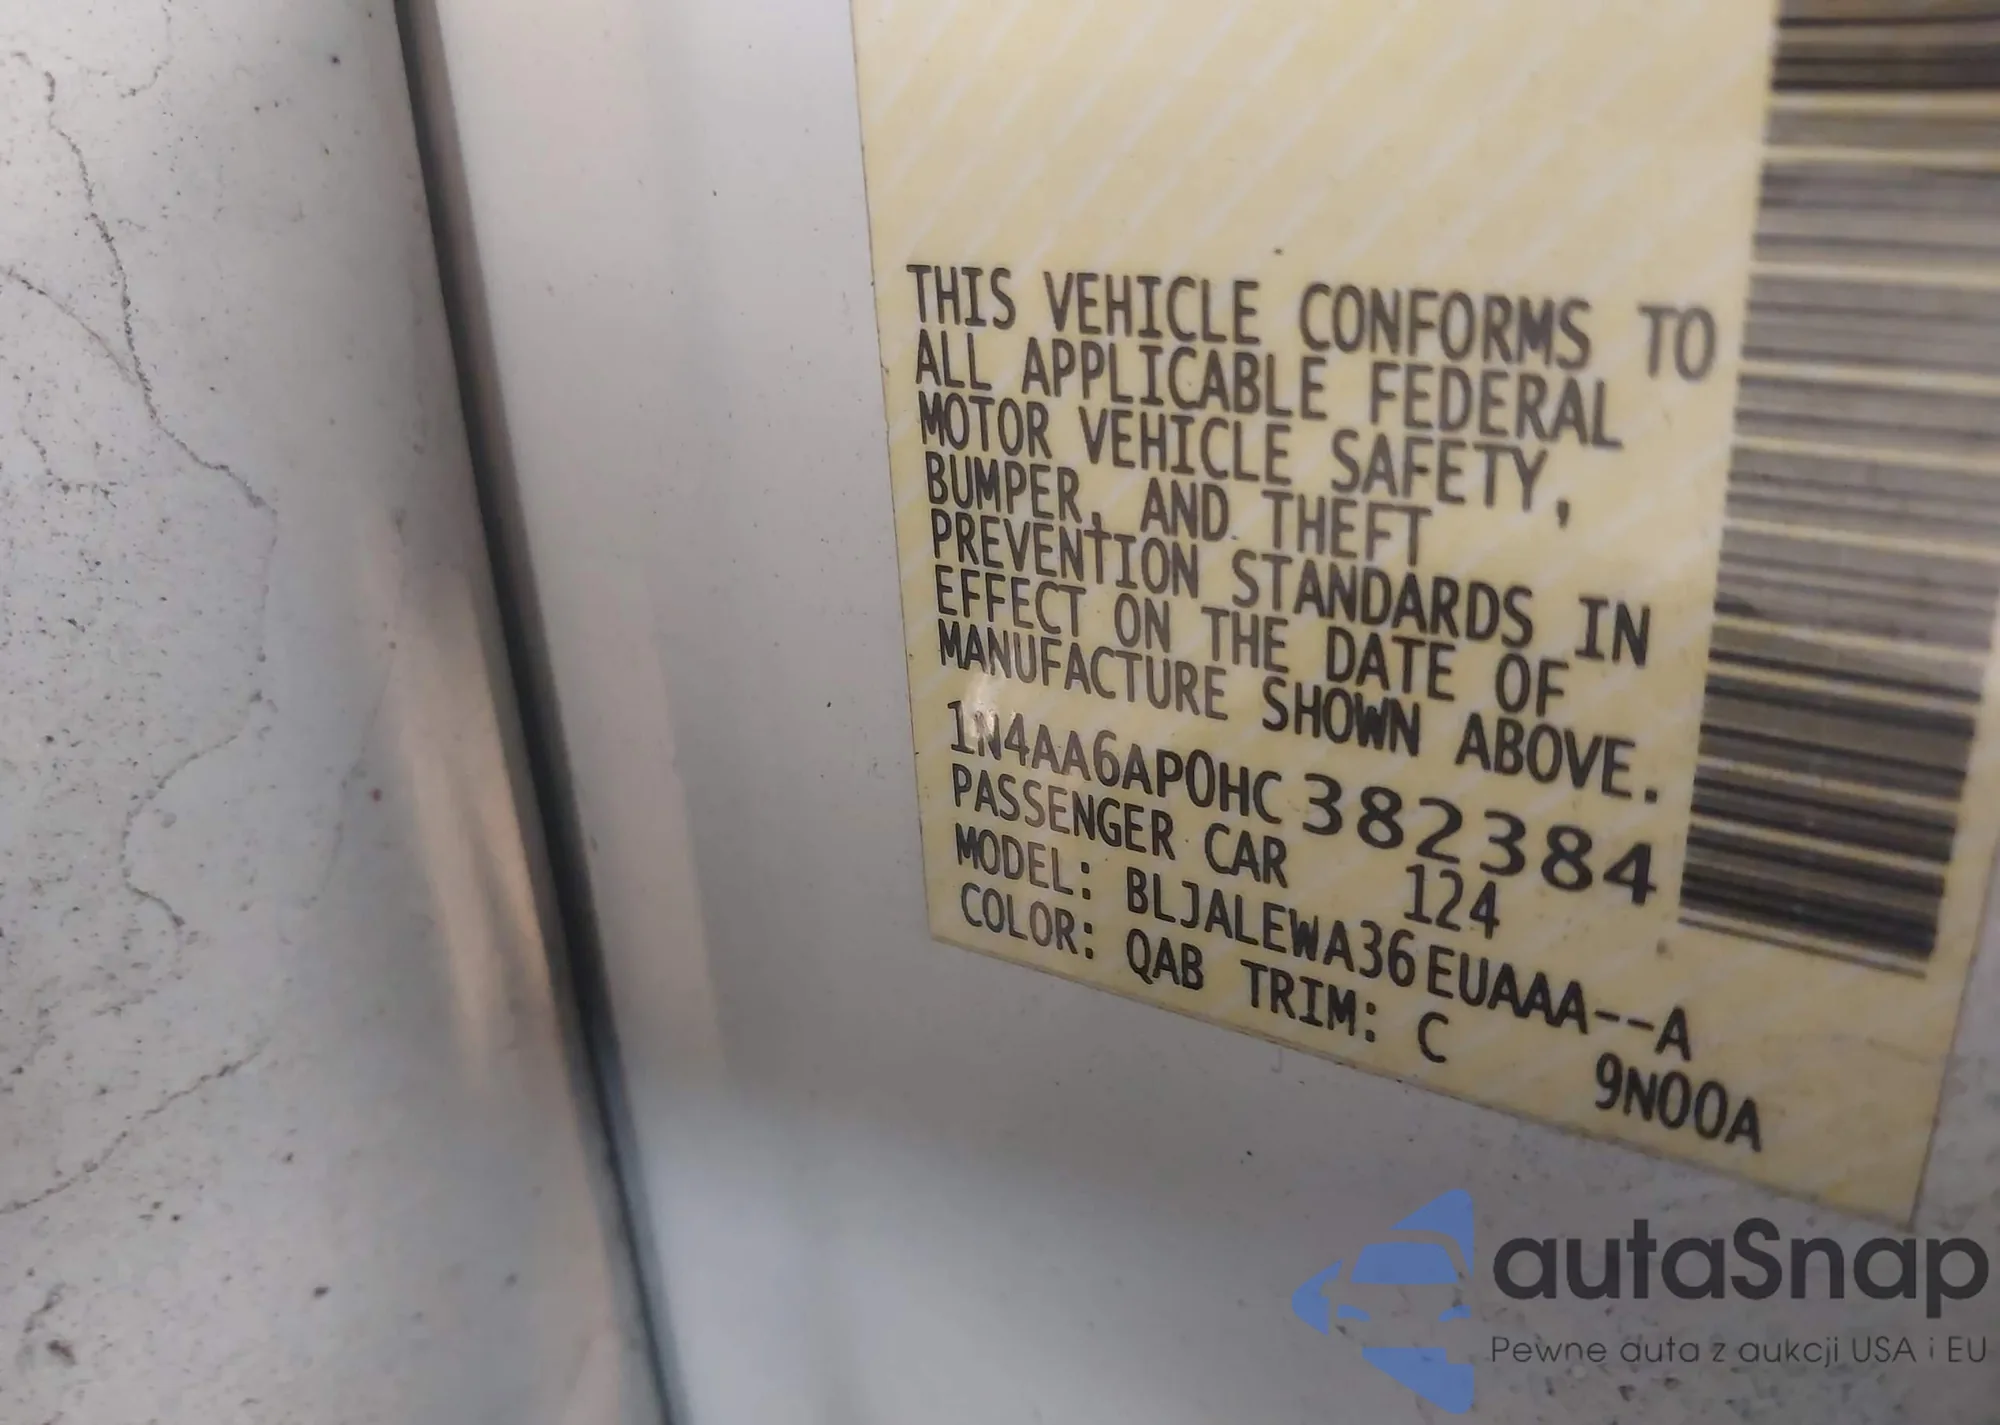 THIS VEHICLE CONFORMS TO
ALL APPLICABLE FEDERAL
MOTOR VEHICLE SAFETY,
BUMPER, AND THEFT
PREVENTION STANDARDS IN
EFFECT ON THE DATE OF
MANUFACTURE SHOWN ABOVE.
1N4AA6AP0HC382384
PASSENGER CAR 124
MODEL: BLJALEWA36EUAAA--A
COLOR: QAB TRIM: C
9N00A
autaSnap
Pewne auta z aukcji USA i EU